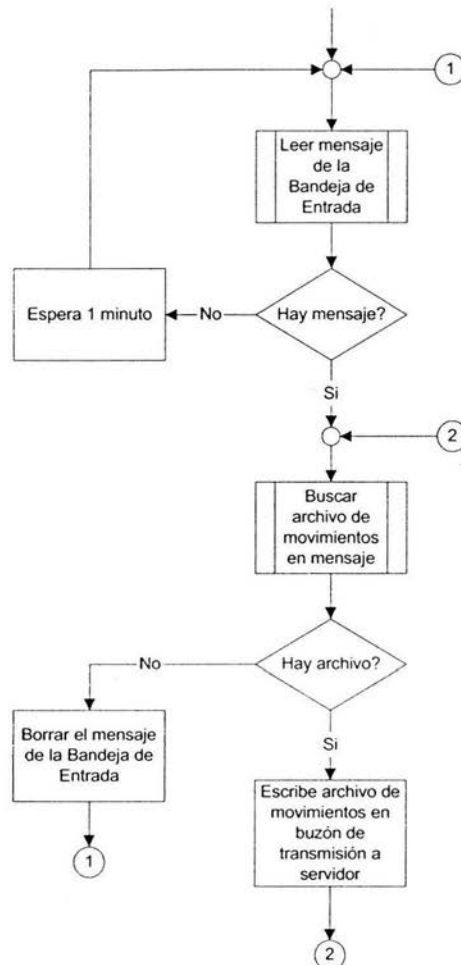 1
Leer mensaje
de la
Bandeja de
Entrada
Espera 1 minuto
No
Hay mensaje?
Si
2
Buscar
archivo de
movimientos
en mensaje
No
Hay archivo?
Borrar el mensaje
de la Bandeja de
Entrada
Si
Escribe archivo de
movimientos en
buzón de
transmisión a
servidor
1
2